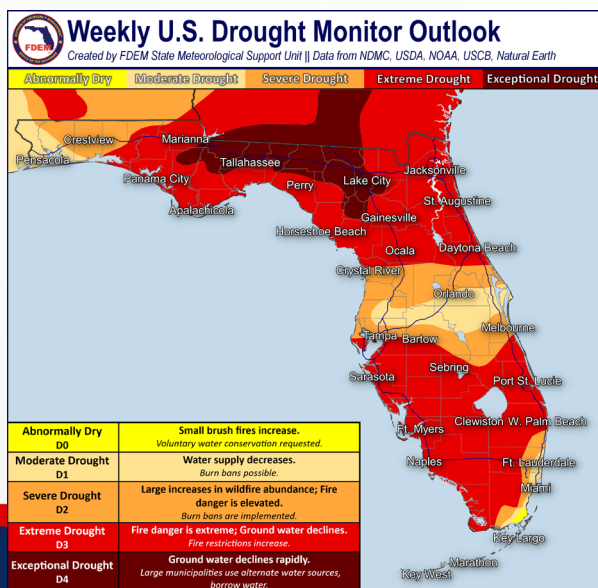 Weekly U.S. Drought Monitor Outlook
Created by FDEM State Meteorological Support Unit || Data from NDMC, USDA, NOAA, USCB, Natural Earth
FDEM
Abnormally Dry Moderate Drought Severe Drought Extreme Drought Exceptional Drought
Crestview
Marianna
Pensacola
Tallahassee
Jacksonville
Panama City
Perry
Lake City
St. Augustine
Apalachicola
Gainesville
Horseshoe Beach
Ocala
Daytona Beach
Crystal River
Orlando
Tampa
Bartow
Melbourne
Sebring
Sarasota
Port St. Lucie
Clewiston
W. Palm Beach
Ft. Myers
Naples
Ft. Lauderdale
Miami
Key Largo
Marathon
Key West
Abnormally Dry
D0
Small brush fires increase.
Voluntary water conservation requested.
Moderate Drought
D1
Water supply decreases.
Burn bans possible.
Severe Drought
D2
Large increases in wildfire abundance; Fire
danger is elevated.
Burn bans are implemented.
Extreme Drought
D3
Fire danger is extreme; Ground water declines.
Fire restrictions increase.
Exceptional Drought
D4
Ground water declines rapidly.
Large municipalities use alternate water sources,
borrow water.